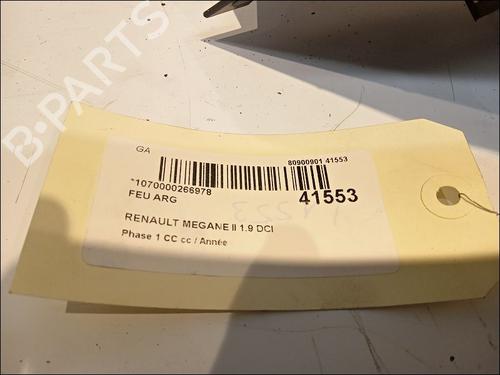 B-PARTS
GA
80900901 41553
*1070000266978
41553
FEU ARG
RENAULT MEGANE II 1.9 DCI
Phase 1 CC cc / Année